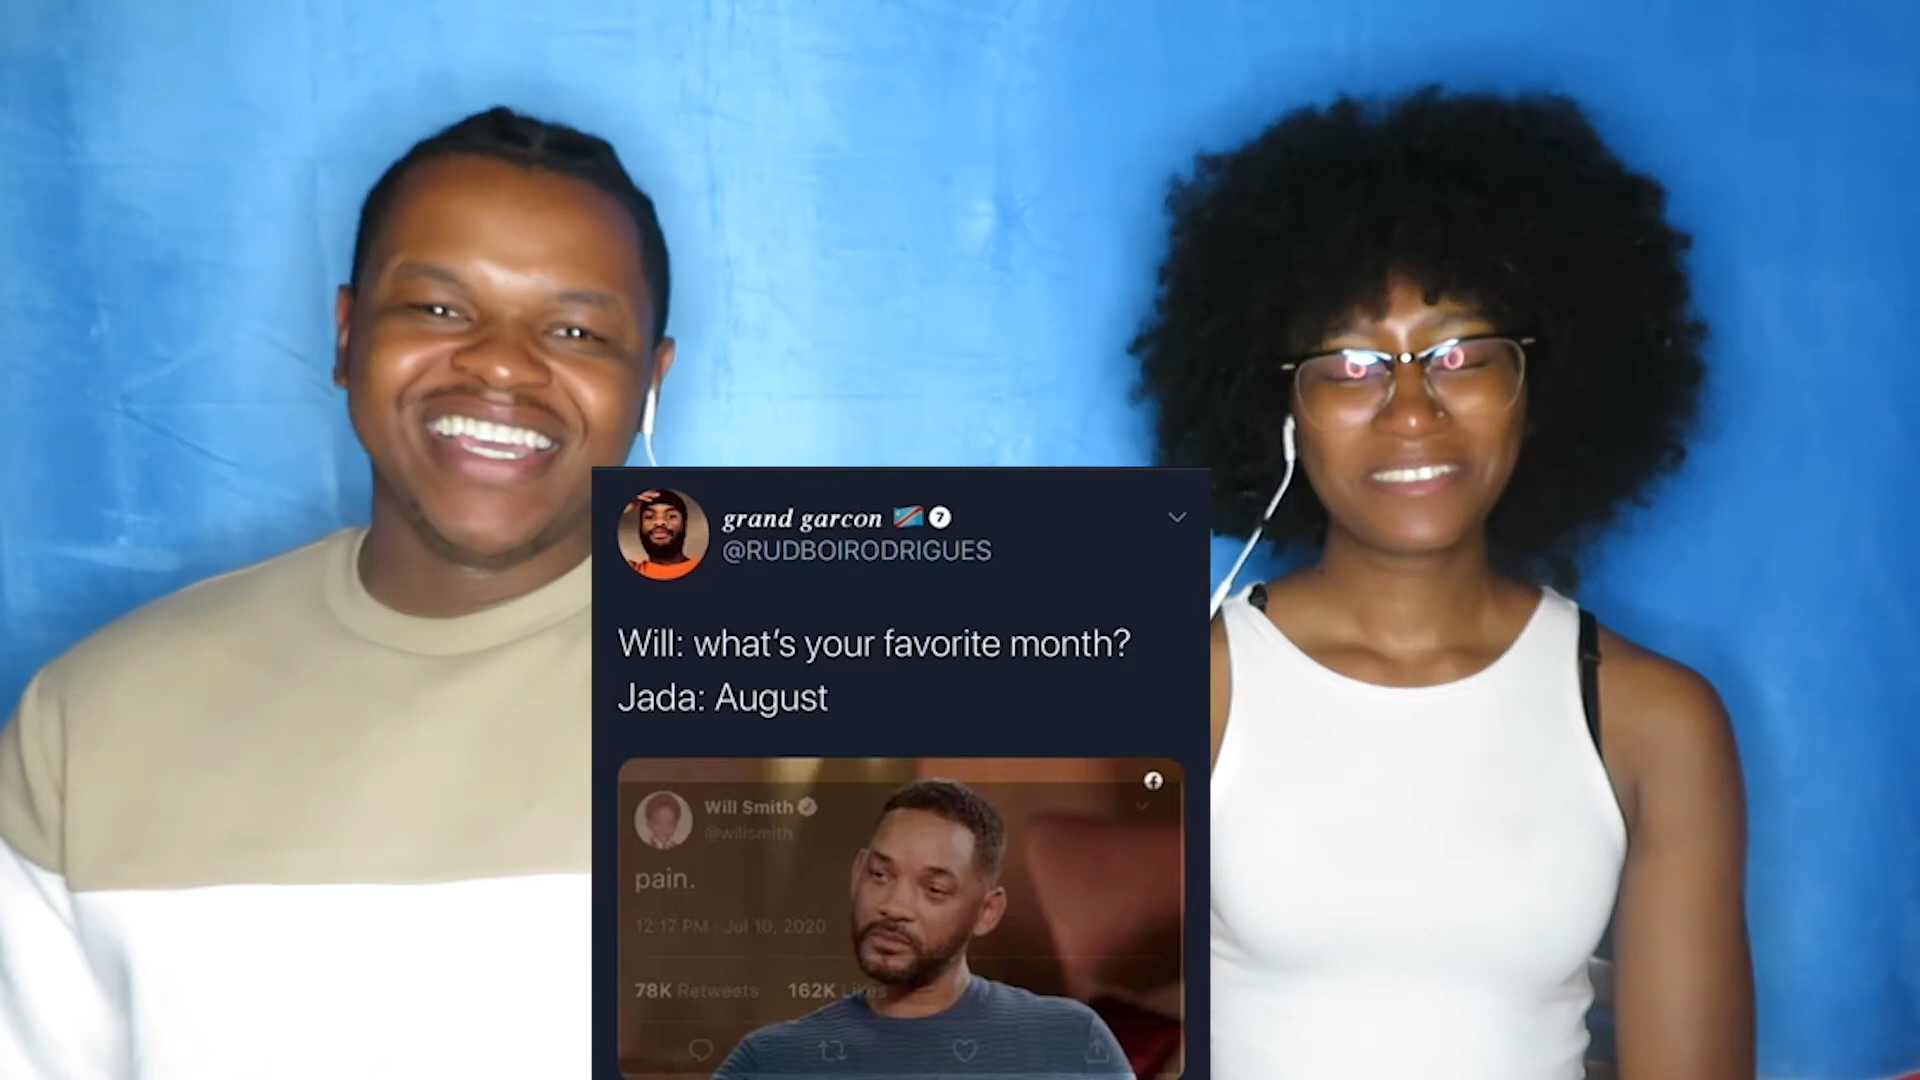 grand garcon 🇨🇩 7
@RUDBOIRODRIGUES
Will: what's your favorite month?
Jada: August
Will Smith
@willsmith
pain.
12:17 PM · Jul 10, 2020
78K Retweets 162K Likes